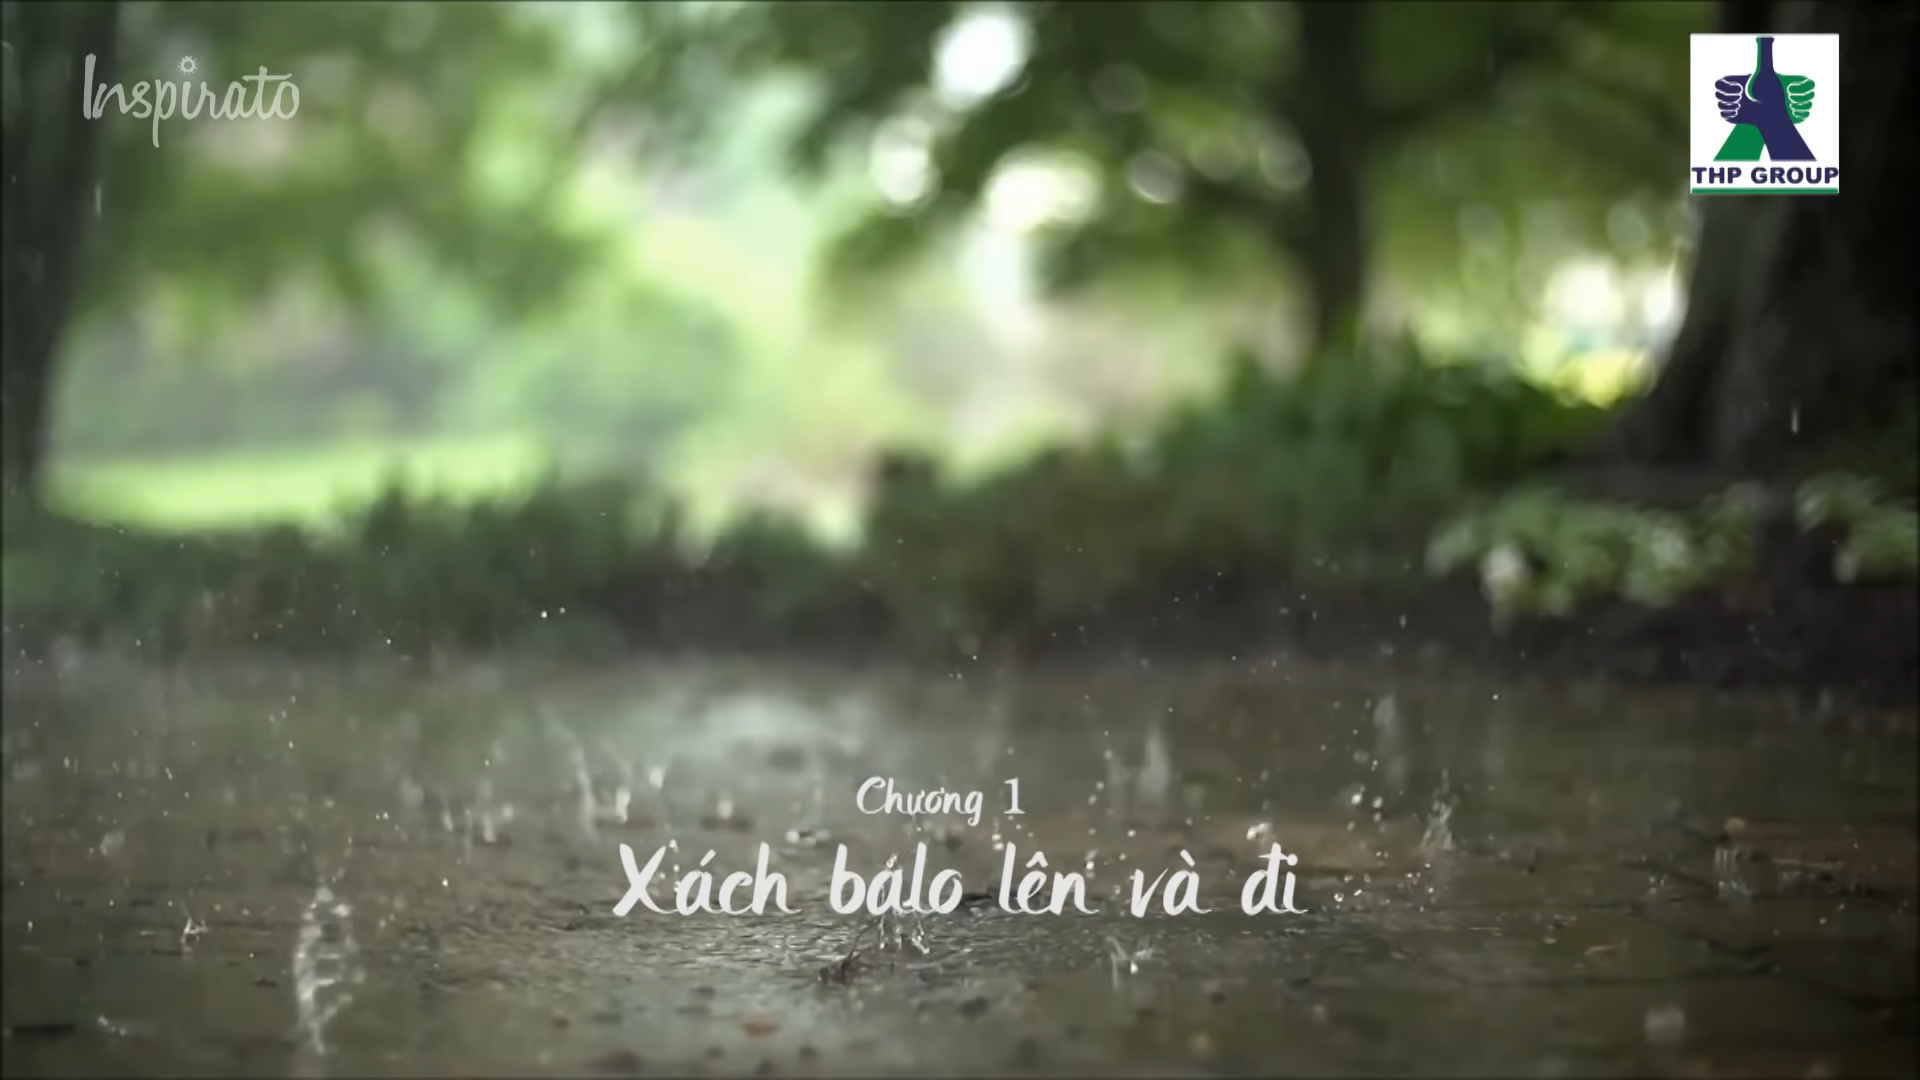 Inspirato
THP GROUP
Chương 1
Xách balo lên và đi